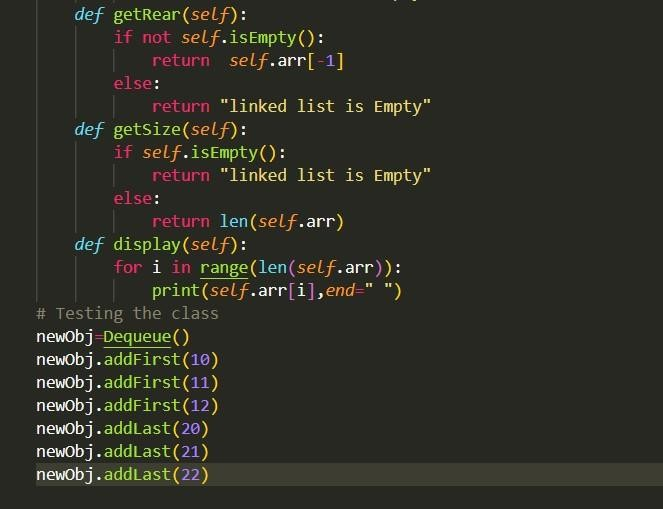 def getRear(self):
if not self.isEmpty():
return  self.arr[-1]
else:
return "linked list is Empty"
def getSize(self):
if self.isEmpty():
return "linked list is Empty"
else:
return len(self.arr)
def display(self):
for i in range(len(self.arr)):
print(self.arr[i],end=" ")
# Testing the class
newObj=Dequeue()
newObj.addFirst(10)
newObj.addFirst(11)
newObj.addFirst(12)
newObj.addLast(20)
newObj.addLast(21)
newObj.addLast(22)